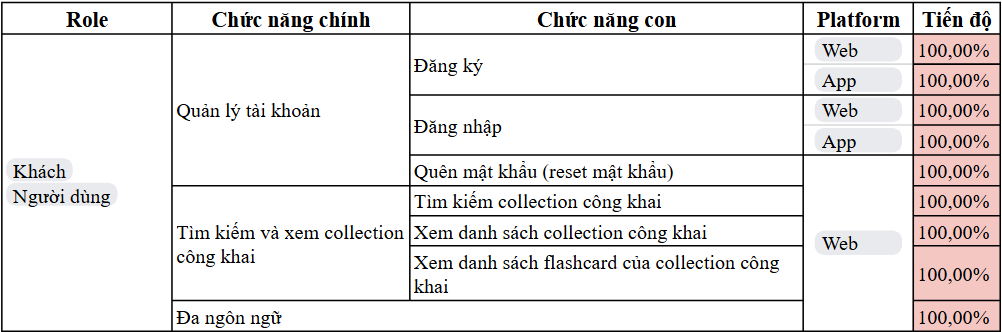 Role Chức năng chính Chức năng con Platform Tiến độ
Khách
Người dùng
Quản lý tài khoản
Đăng ký
Web 100,00%
App 100,00%
Đăng nhập
Web 100,00%
App 100,00%
Quên mật khẩu (reset mật khẩu) 100,00%
Web
Tìm kiếm và xem collection
công khai
Tìm kiếm collection công khai 100,00%
Xem danh sách collection công khai 100,00%
Xem danh sách flashcard của collection công
khai
100,00%
Đa ngôn ngữ 100,00%